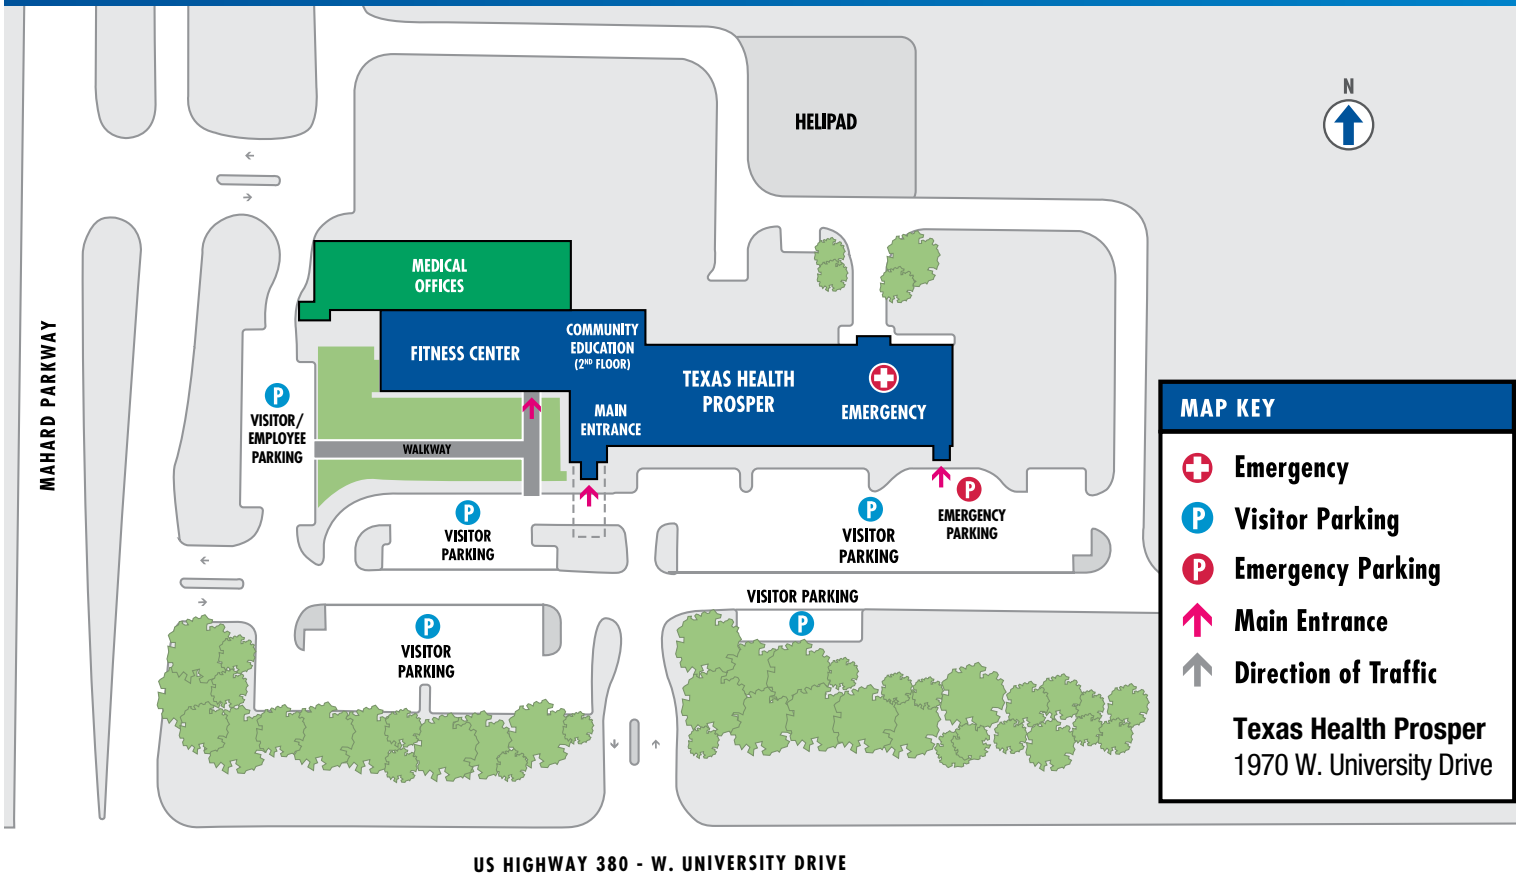 N
HELIPAD
MEDICAL
OFFICES
MAHARD PARKWAY
FITNESS CENTER
COMMUNITY
EDUCATION
(2ND FLOOR)
TEXAS HEALTH
PROSPER
EMERGENCY
MAIN
ENTRANCE
P
VISITOR/
EMPLOYEE
PARKING
WALKWAY
P
VISITOR
PARKING
P
VISITOR
PARKING
P
EMERGENCY
PARKING
VISITOR PARKING
P
P
VISITOR
PARKING
MAP KEY
Emergency
P Visitor Parking
P Emergency Parking
Main Entrance
Direction of Traffic
Texas Health Prosper
1970 W. University Drive
US HIGHWAY 380 - W. UNIVERSITY DRIVE